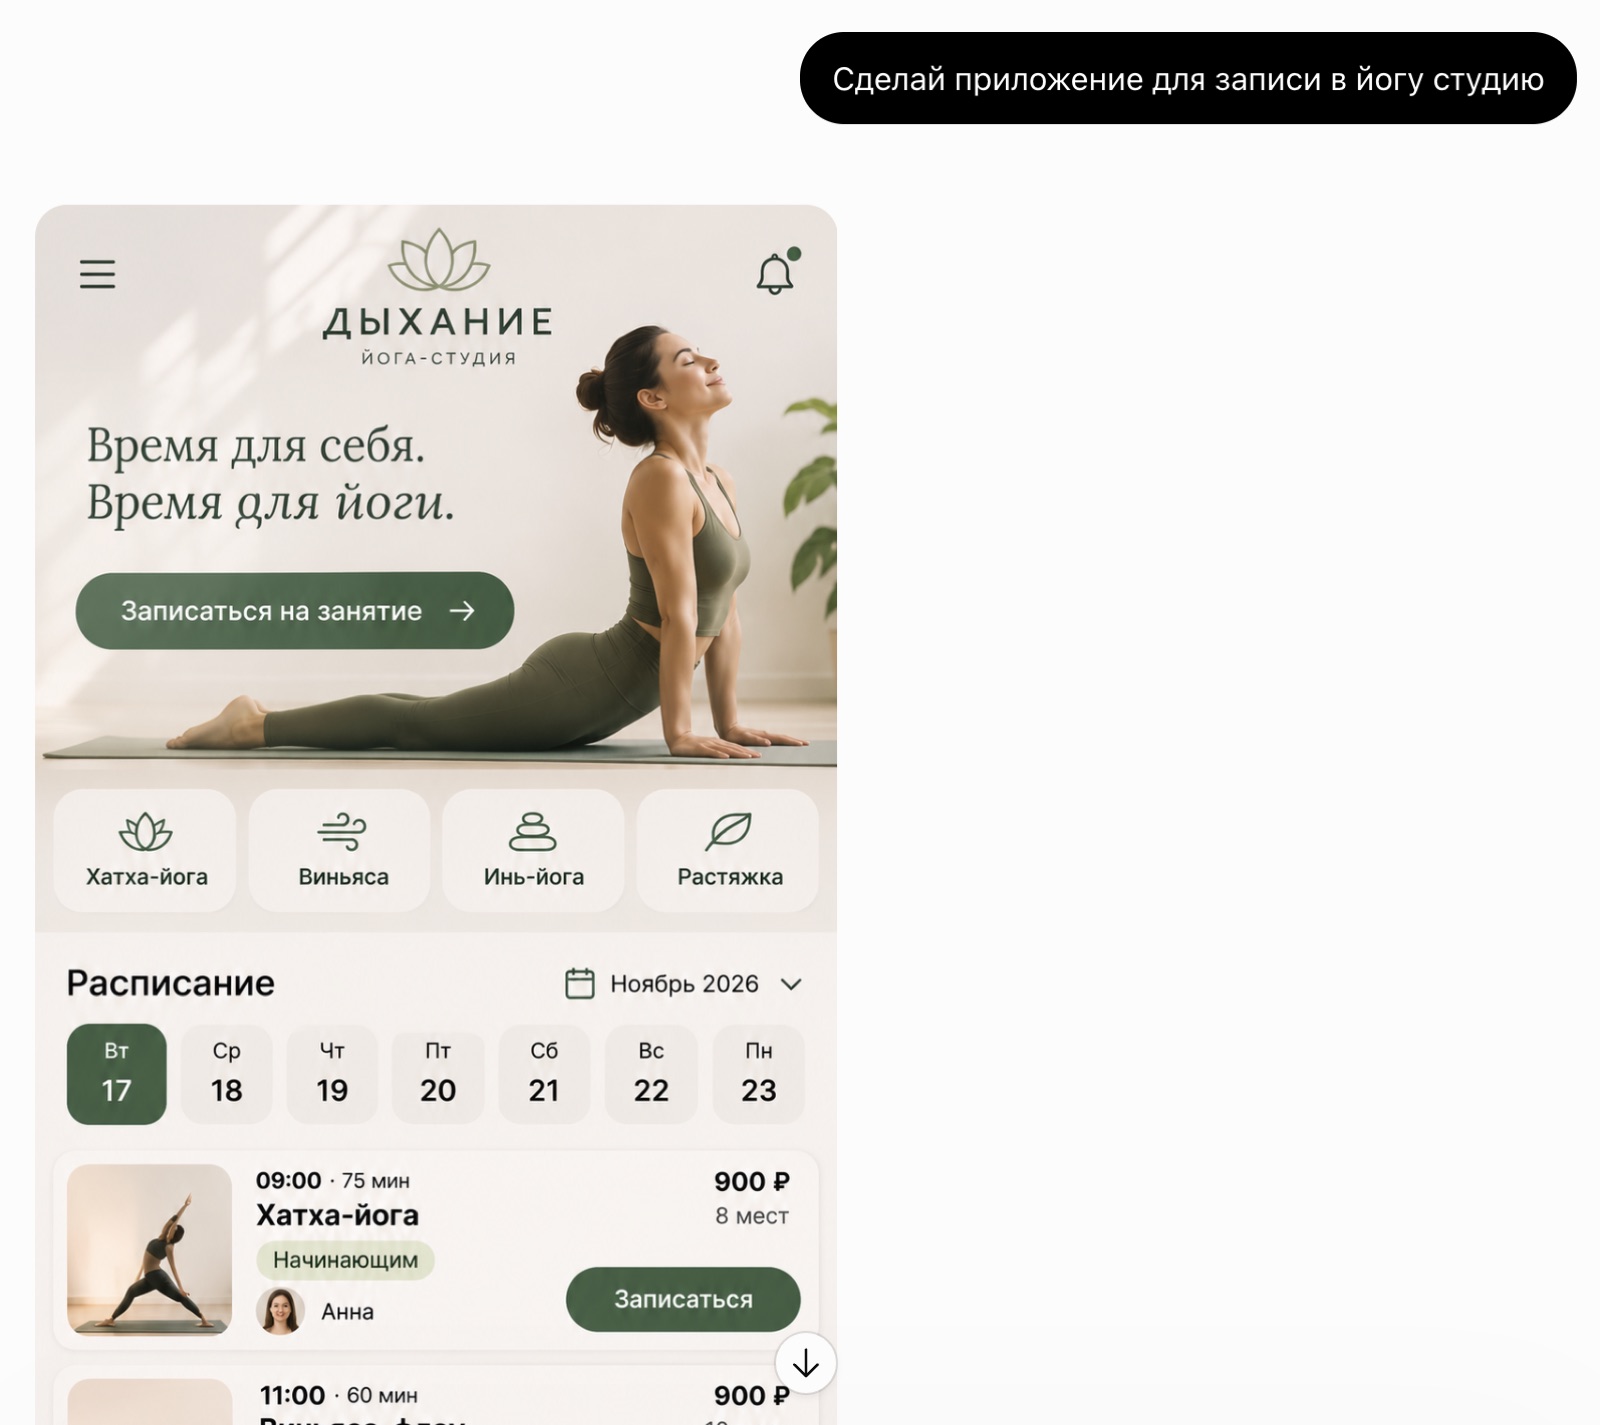 Сделай приложение для записи в йогу студию
ДЫХАНИЕ
ЙОГА-СТУДИЯ
Время для себя.
Время для йоги.
Записаться на занятие
Хатха-йога
Виньяса
Инь-йога
Растяжка
Расписание
Ноябрь 2026
Вт
17
Ср
18
Чт
19
Пт
20
Сб
21
Вс
22
Пн
23
09:00 · 75 мин
900 ₽
Хатха-йога
8 мест
Начинающим
Анна
Записаться
11:00 · 60 мин
900 ₽